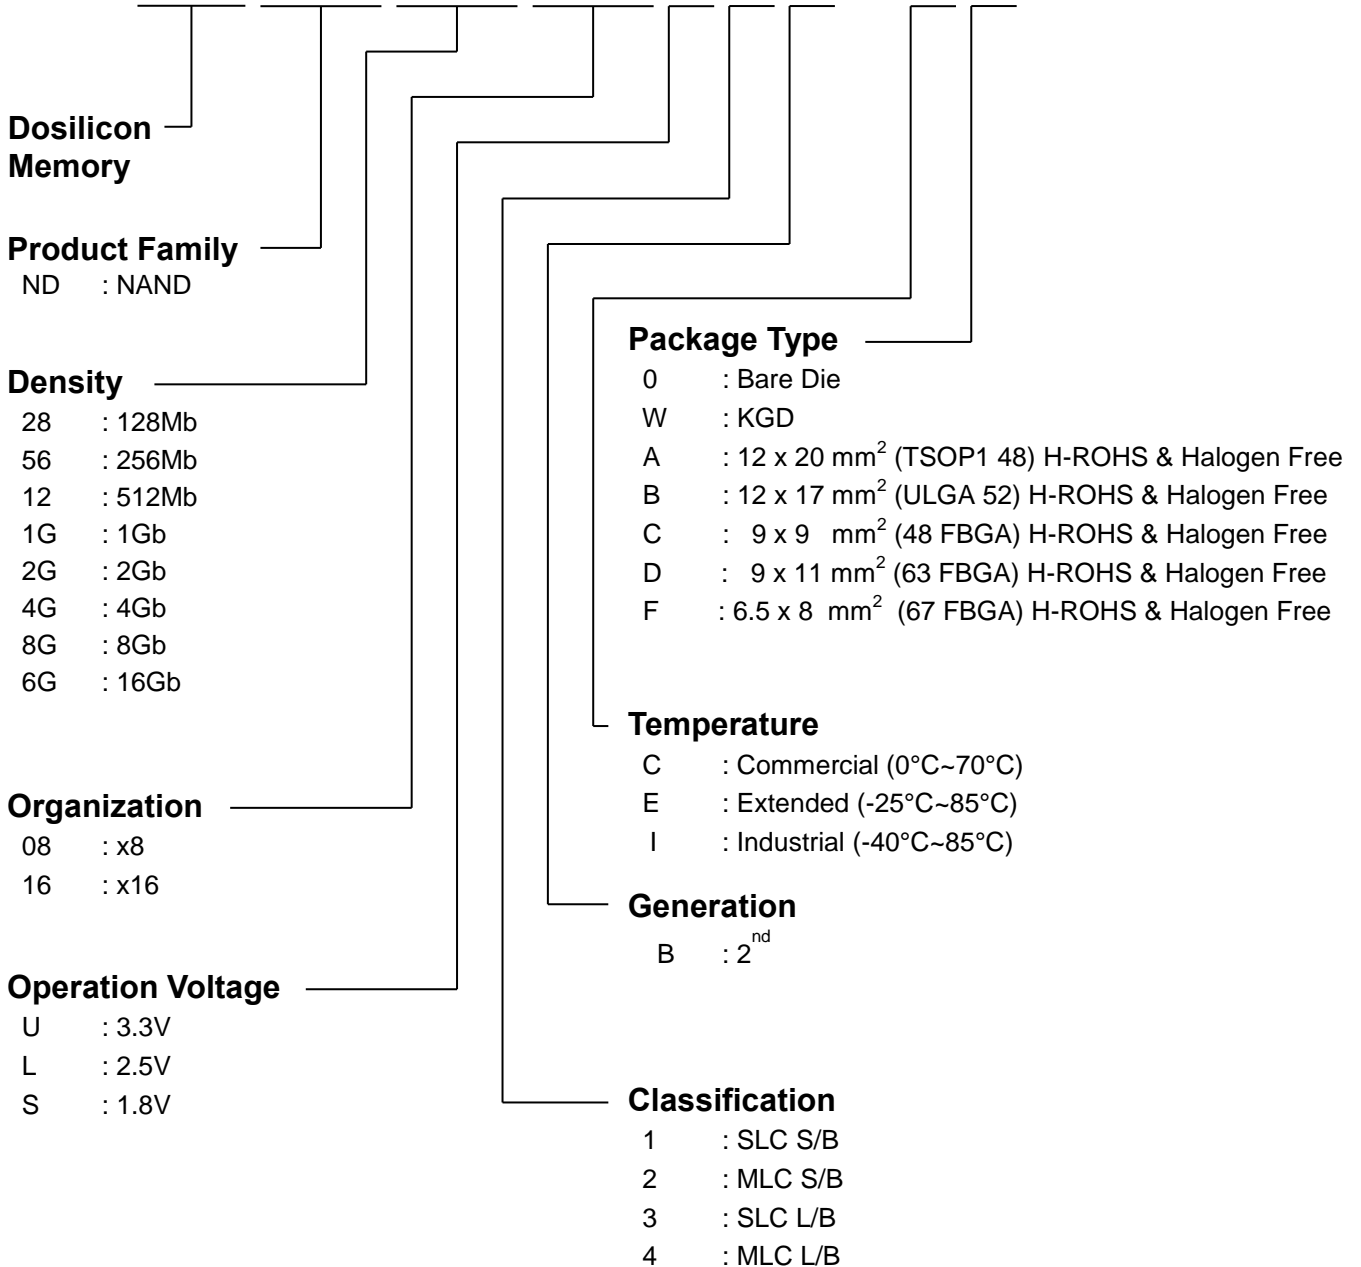 Dosilicon
Memory
Product Family
ND : NAND
Density
28 : 128Mb
56 : 256Mb
12 : 512Mb
1G : 1Gb
2G : 2Gb
4G : 4Gb
8G : 8Gb
6G : 16Gb
Organization
08 : x8
16 : x16
Operation Voltage
U : 3.3V
L : 2.5V
S : 1.8V
Package Type
0 : Bare Die
W : KGD
A : 12 x 20 mm² (TSOP1 48) H-ROHS & Halogen Free
B : 12 x 17 mm² (ULGA 52) H-ROHS & Halogen Free
C : 9 x 9 mm² (48 FBGA) H-ROHS & Halogen Free
D : 9 x 11 mm² (63 FBGA) H-ROHS & Halogen Free
F : 6.5 x 8 mm² (67 FBGA) H-ROHS & Halogen Free
Temperature
C : Commercial (0°C~70°C)
E : Extended (-25°C~85°C)
I : Industrial (-40°C~85°C)
Generation
B : 2nd
Classification
1 : SLC S/B
2 : MLC S/B
3 : SLC L/B
4 : MLC L/B